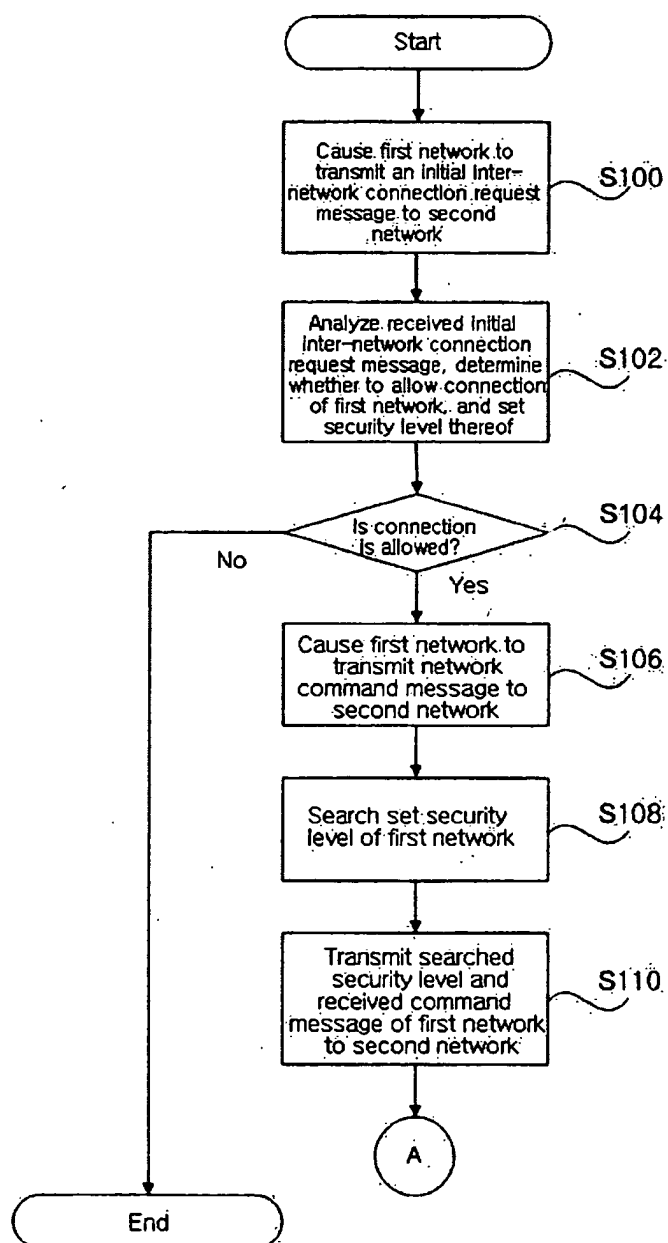 Start
Cause first network to
transmit an initial inter-
network connection request
message to second
network
S100
Analyze received initial
inter-network connection
request message, determine
whether to allow connection
of first network, and set
security level thereof
S102
Is connection
is allowed?
S104
No
Yes
Cause first network to
transmit network
command message to
second network
S106
Search set security
level of first network
S108
Transmit searched
security level and
received command
message of first network
to second network
S110
A
End